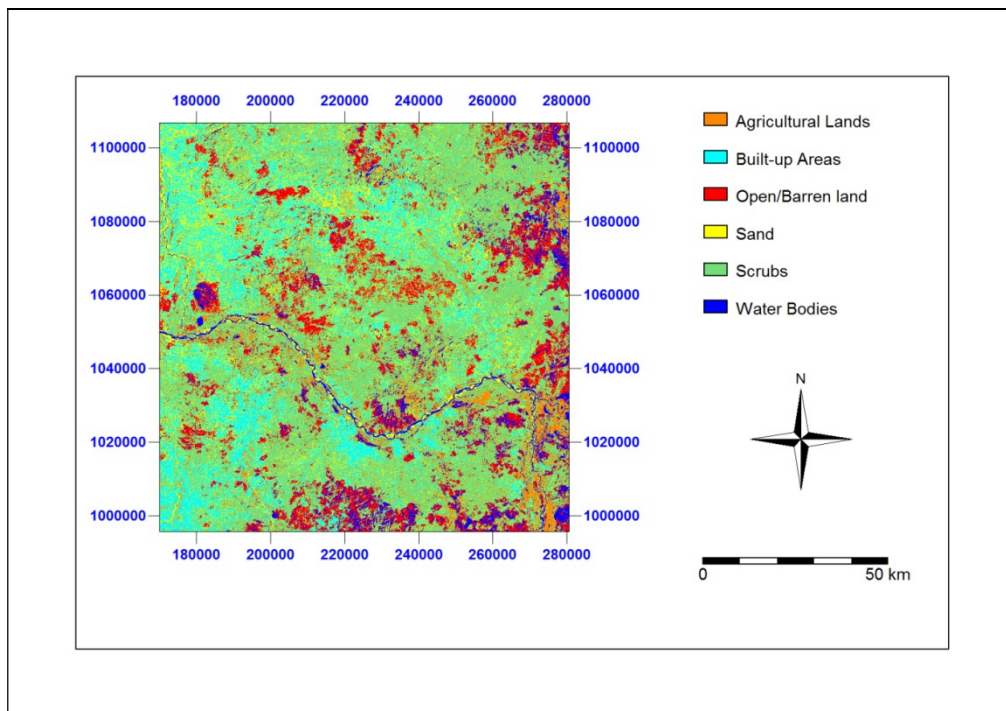 180000 200000 220000 240000 260000 280000
1100000 1100000
1080000 1080000
1060000 1060000
1040000 1040000
1020000 1020000
1000000 1000000
180000 200000 220000 240000 260000 280000
Agricultural Lands
Built-up Areas
Open/Barren land
Sand
Scrubs
Water Bodies
N
0 50 km